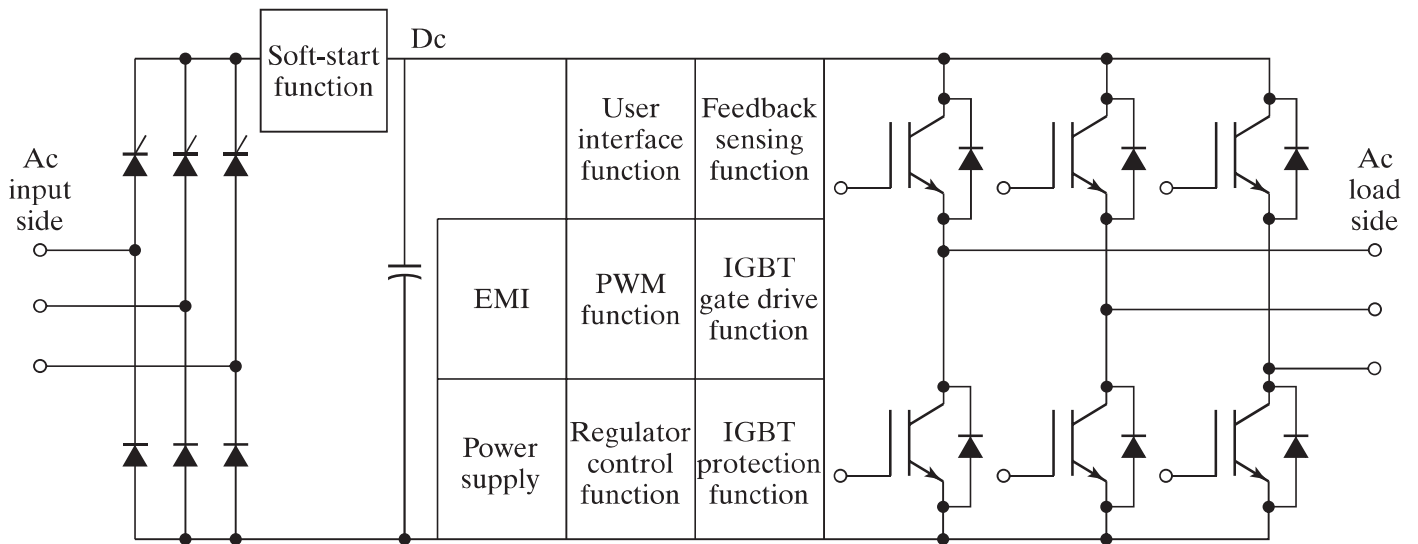 Soft-start
function
Dc
User
interface
function
Feedback
sensing
function
Ac
input
side
Ac
load
side
EMI
PWM
function
IGBT
gate drive
function
Power
supply
Regulator
control
function
IGBT
protection
function